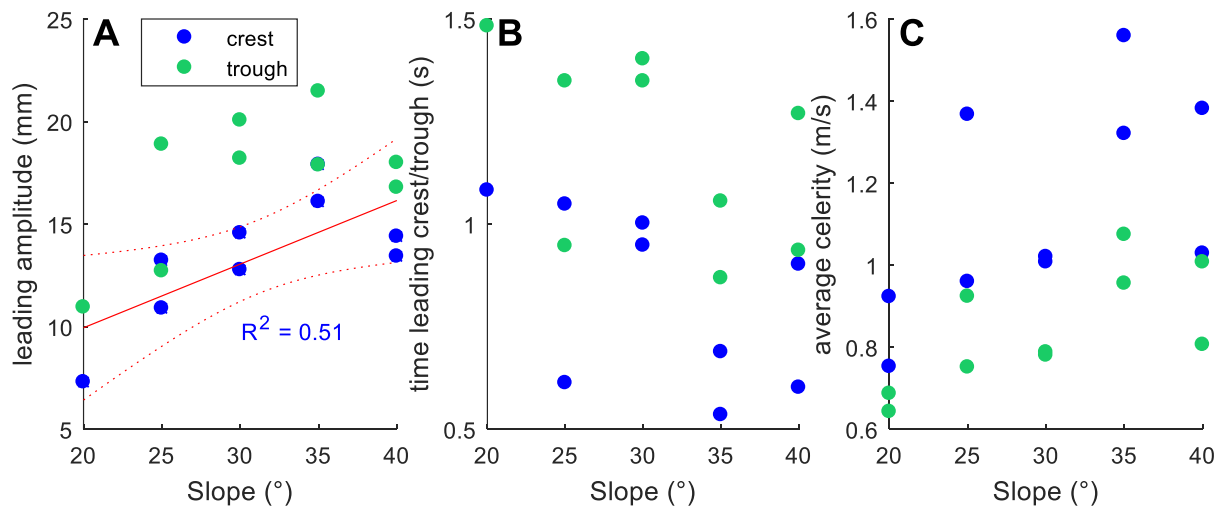 A
crest
trough
leading amplitude (mm)
25
20
15
10
5
R² = 0.51
20 25 30 35 40
Slope (°)
B
time leading crest/trough (s)
1.5
1
0.5
20 25 30 35 40
Slope (°)
C
average celerity (m/s)
1.6
1.4
1.2
1
0.8
0.6
20 25 30 35 40
Slope (°)